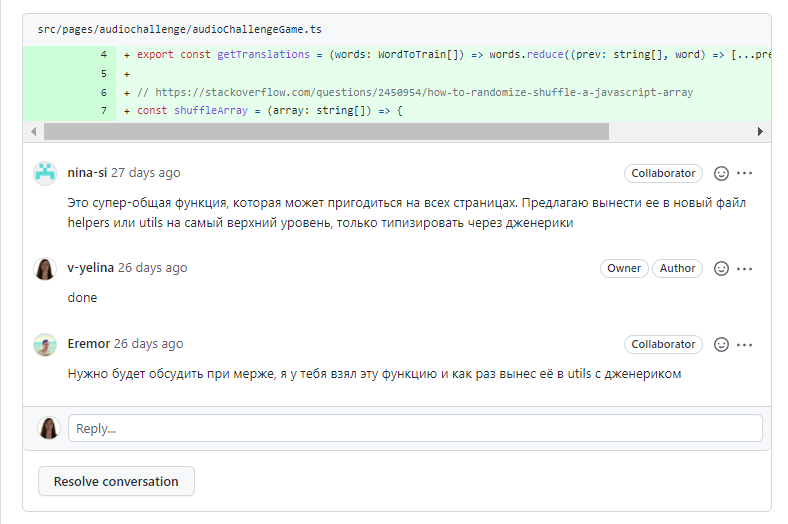 src/pages/audiochallenge/audioChallengeGame.ts
4 + export const getTranslations = (words: WordToTrain[]) => words.reduce((prev: string[], word) => [...pre
5 +
6 + // https://stackoverflow.com/questions/2450954/how-to-randomize-shuffle-a-javascript-array
7 + const shuffleArray = (array: string[]) => {
nina-si 27 days ago Collaborator
Это супер-общая функция, которая может пригодиться на всех страницах. Предлагаю вынести ее в новый файл
helpers или utils на самый верхний уровень, только типизировать через дженерики
v-yelina 26 days ago Owner Author
done
Eremor 26 days ago Collaborator
Нужно будет обсудить при мерже, я у тебя взял эту функцию и как раз вынес её в utils с дженериком
Reply...
Resolve conversation